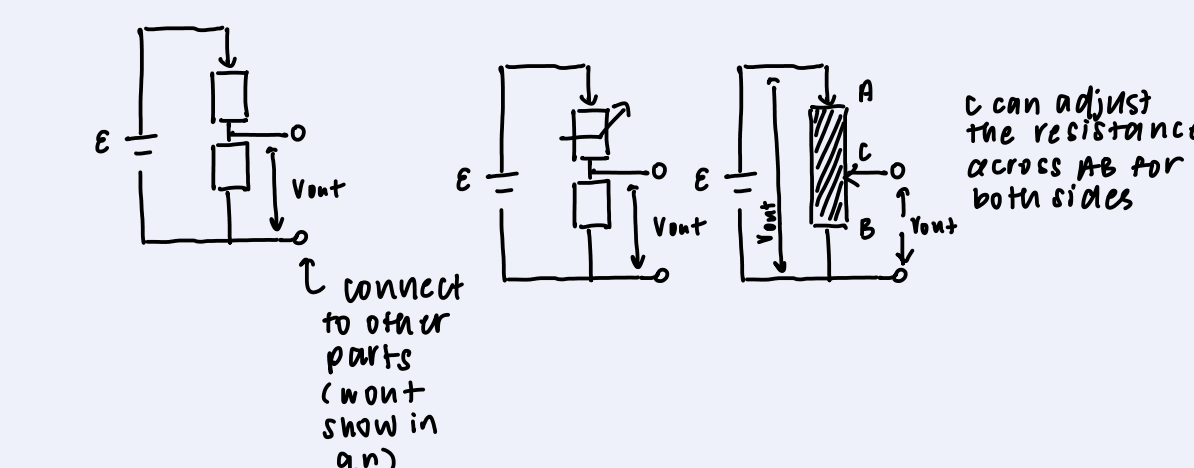 ε
Vout
connect
to other
parts
(wont
show in
qn)
ε
Vout
ε
Vout
A
C
B
Vout
C can adjust
the resistance
across AB for
both sides